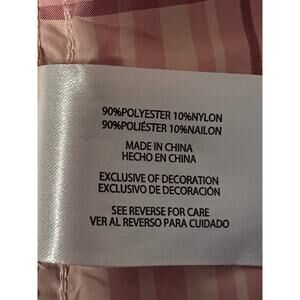 90%POLYESTER 10%NYLON
90%POLIÉSTER 10%NAILON
MADE IN CHINA
HECHO EN CHINA
EXCLUSIVE OF DECORATION
EXCLUSIVO DE DECORACIÓN
SEE REVERSE FOR CARE
VER AL REVERSO PARA CUIDADO